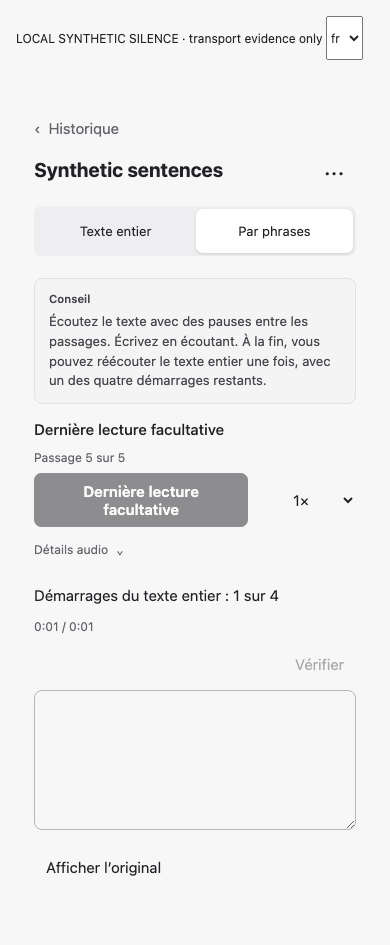 LOCAL SYNTHETIC SILENCE · transport evidence only fr
‹ Historique
Synthetic sentences ...
Texte entier Par phrases
Conseil
Écoutez le texte avec des pauses entre les
passages. Écrivez en écoutant. À la fin, vous
pouvez réécouter le texte entier une fois, avec
un des quatre démarrages restants.
Dernière lecture facultative
Passage 5 sur 5
Dernière lecture
facultative
1×
Détails audio
Démarrages du texte entier : 1 sur 4
0:01 / 0:01
Vérifier
Afficher l’original